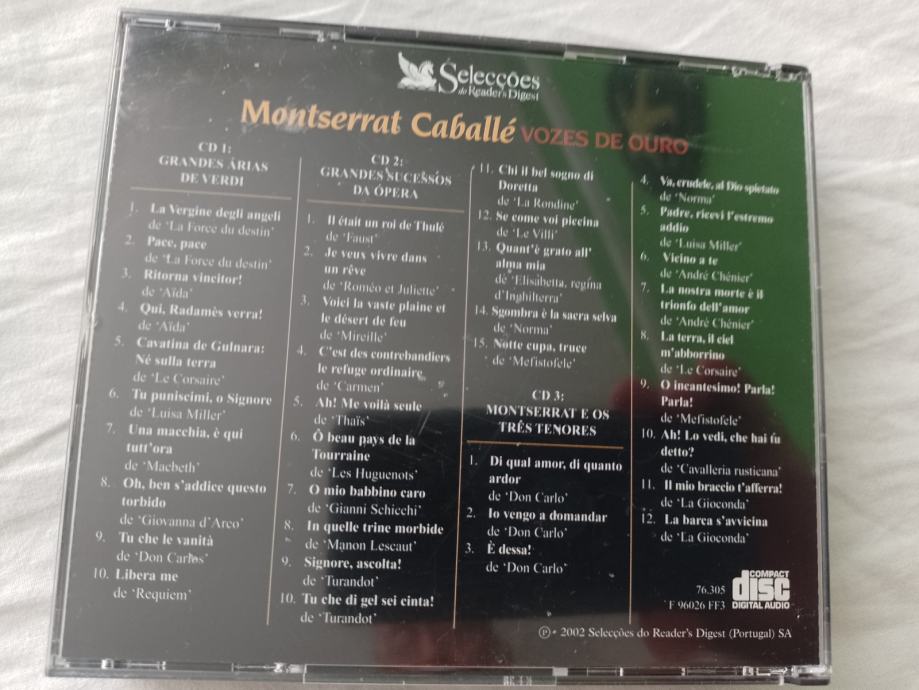 Selecções
do Reader's Digest
Montserrat Caballé VOZES DE OURO
CD 1:
GRANDES ÁRIAS
DE VERDI
1. La Vergine degli angeli
de 'La Force du destin'
2. Pace, pace
de 'La Force du destin'
3. Ritorna vincitor!
de 'Aïda'
4. Qui, Radamès verra!
de 'Aïda'
5. Cavatina de Gulnara:
Né sulla terra
de 'Le Corsaire'
6. Tu puniscimi, o Signore
de 'Luisa Miller'
7. Una macchia, è qui
tutt'ora
de 'Macbeth'
8. Oh, ben s'addice questo
torbido
de 'Giovanna d'Arco'
9. Tu che le vanità
de 'Don Carlos'
10. Libera me
de 'Requiem'
CD 2:
GRANDES SUCESSOS
DA ÓPERA
1. Il était un roi de Thulé
de 'Faust'
2. Je veux vivre dans
un rêve
de 'Roméo et Juliette'
3. Voici la vaste plaine et
le désert de feu
de 'Mireille'
4. C'est des contrebandiers
le refuge ordinaire
de 'Carmen'
5. Ah! Me voilà seule
de 'Thaïs'
6. Ô beau pays de la
Tourraine
de 'Les Huguenots'
7. O mio babbino caro
de 'Gianni Schicchi'
8. In quelle trine morbide
de 'Manon Lescaut'
9. Signore, ascolta!
de 'Turandot'
10. Tu che di gel sei cinta!
de 'Turandot'
11. Chi il bel sogno di
Doretta
de 'La Rondine'
12. Se come voi piccina
de 'Le Villi'
13. Quant'è grato all'
alma mia
de 'Elisabetta, regina
d'Inghilterra'
14. Sgombra è la sacra selva
de 'Norma'
15. Notte cupa, truce
de 'Mefistofele'
CD 3:
MONTSERRAT E OS
TRÊS TENORES
1. Di qual amor, di quanto
ardor
de 'Don Carlo'
2. Io vengo a domandar
de 'Don Carlo'
3. È dessa!
de 'Don Carlo'
4. Va, crudele, al Dio spietato
de 'Norma'
5. Padre, ricevi l'estremo
addio
de 'Luisa Miller'
6. Vicino a te
de 'André Chénier'
7. La nostra morte è il
trionfo dell'amor
de 'André Chénier'
8. La terra, il ciel
m'abborrino
de 'Le Corsaire'
9. O incantesimo! Parla!
Parla!
de 'Mefistofele'
10. Ah! Lo vedi, che hai tu
detto?
de 'Cavalleria rusticana'
11. Il mio braccio t'afferra!
de 'La Gioconda'
12. La barca s'avvicina
de 'La Gioconda'
76.305
F 96026 FF3
COMPACT
disc
DIGITAL AUDIO
℗ • 2002 Selecções do Reader's Digest (Portugal) SA